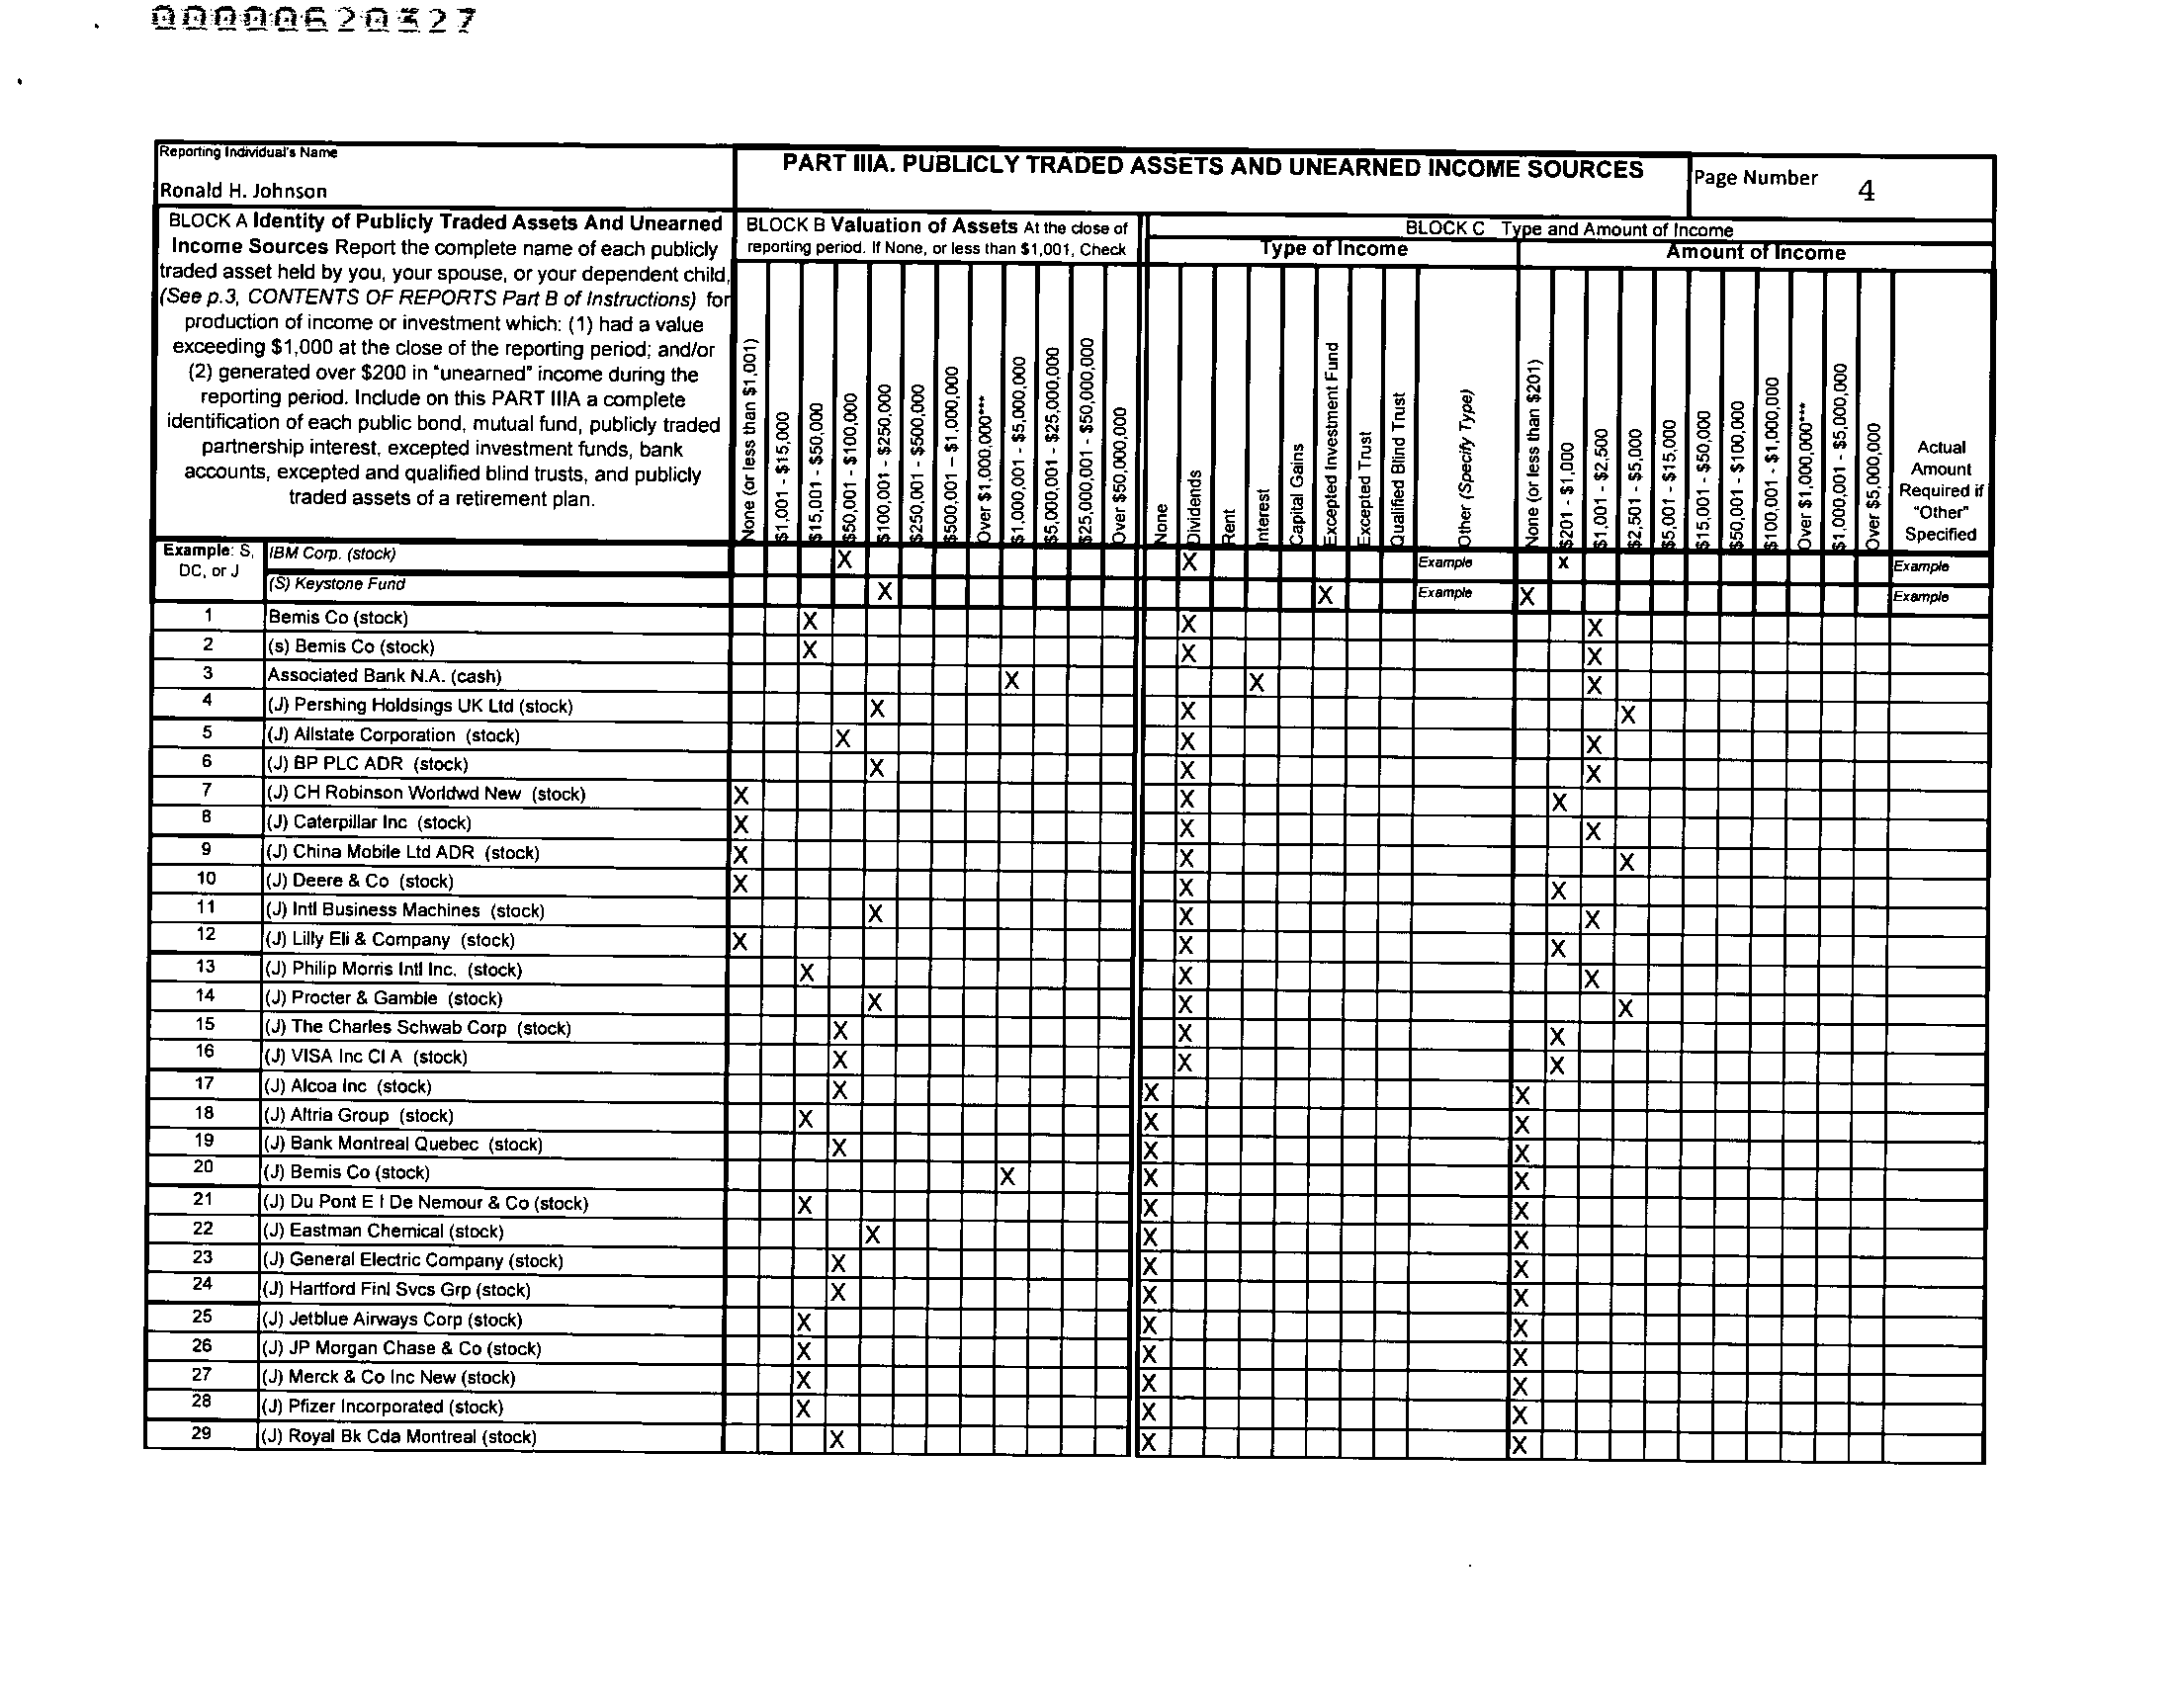 000000620327
Reporting Individual's Name
Ronald H. Johnson
PART IIIA. PUBLICLY TRADED ASSETS AND UNEARNED INCOME SOURCES
Page Number 4
BLOCK A Identity of Publicly Traded Assets And Unearned
Income Sources Report the complete name of each publicly
traded asset held by you, your spouse, or your dependent child,
(See p.3, CONTENTS OF REPORTS Part B of Instructions) for
production of income or investment which: (1) had a value
exceeding $1,000 at the close of the reporting period; and/or
(2) generated over $200 in "unearned" income during the
reporting period. Include on this PART IIIA a complete
identification of each public bond, mutual fund, publicly traded
partnership interest, excepted investment funds, bank
accounts, excepted and qualified blind trusts, and publicly
traded assets of a retirement plan.
BLOCK B Valuation of Assets At the close of
reporting period. If None, or less than $1,001, Check
None (or less than $1,001)
$1,001 - $15,000
$15,001 - $50,000
$50,001 - $100,000
$100,001 - $250,000
$250,001 - $500,000
$500,001 – $1,000,000
Over $1,000,000***
$1,000,001 - $5,000,000
$5,000,001 - $25,000,000
$25,000,001 - $50,000,000
Over $50,000,000
BLOCK C Type and Amount of Income
Type of Income
None
Dividends
Rent
Interest
Capital Gains
Excepted Investment Fund
Excepted Trust
Qualified Blind Trust
Other (Specify Type)
Amount of Income
None (or less than $201)
$201 - $1,000
$1,001 - $2,500
$2,501 - $5,000
$5,001 - $15,000
$15,001 - $50,000
$50,001 - $100,000
$100,001 - $1,000,000
Over $1,000,000***
$1,000,001 - $5,000,000
Over $5,000,000
Actual
Amount
Required if
"Other"
Specified
Example: S,
DC, or J
IBM Corp. (stock) X X Example x Example
(S) Keystone Fund X X Example X Example
1 Bemis Co (stock) X X X
2 (s) Bemis Co (stock) X X X
3 Associated Bank N.A. (cash) X X X
4 (J) Pershing Holdsings UK Ltd (stock) X X X
5 (J) Allstate Corporation (stock) X X X
6 (J) BP PLC ADR (stock) X X X
7 (J) CH Robinson Worldwd New (stock) X X X
8 (J) Caterpillar Inc (stock) X X X
9 (J) China Mobile Ltd ADR (stock) X X X
10 (J) Deere & Co (stock) X X X
11 (J) Intl Business Machines (stock) X X X
12 (J) Lilly Eli & Company (stock) X X X
13 (J) Philip Morris Intl Inc. (stock) X X X
14 (J) Procter & Gamble (stock) X X X
15 (J) The Charles Schwab Corp (stock) X X X
16 (J) VISA Inc Cl A (stock) X X X
17 (J) Alcoa Inc (stock) X X X
18 (J) Altria Group (stock) X X X
19 (J) Bank Montreal Quebec (stock) X X X
20 (J) Bemis Co (stock) X X X
21 (J) Du Pont E I De Nemour & Co (stock) X X X
22 (J) Eastman Chemical (stock) X X X
23 (J) General Electric Company (stock) X X X
24 (J) Hartford Finl Svcs Grp (stock) X X X
25 (J) Jetblue Airways Corp (stock) X X X
26 (J) JP Morgan Chase & Co (stock) X X X
27 (J) Merck & Co Inc New (stock) X X X
28 (J) Pfizer Incorporated (stock) X X X
29 (J) Royal Bk Cda Montreal (stock) X X X